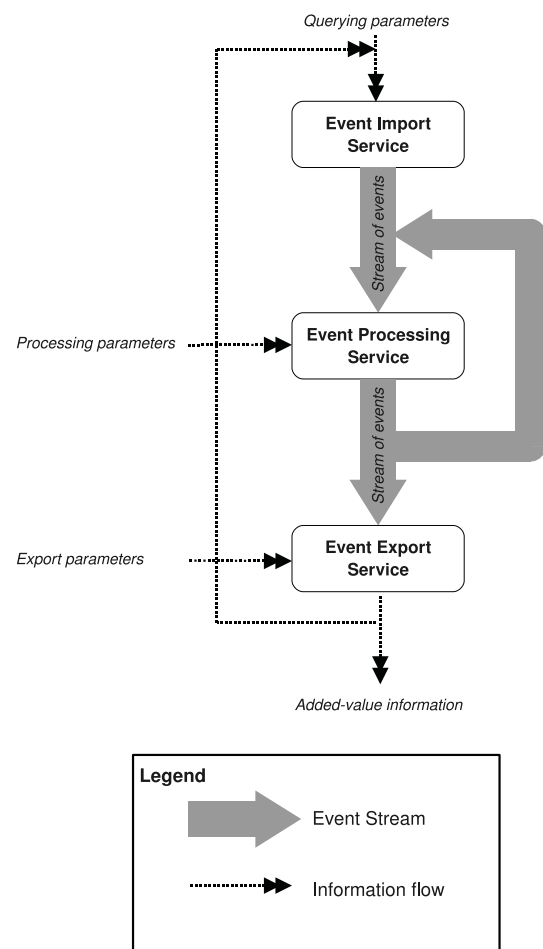 Querying parameters
Event Import
Service
Stream of events
Processing parameters
Event Processing
Service
Stream of events
Export parameters
Event Export
Service
Added-value information
Legend
Event Stream
Information flow